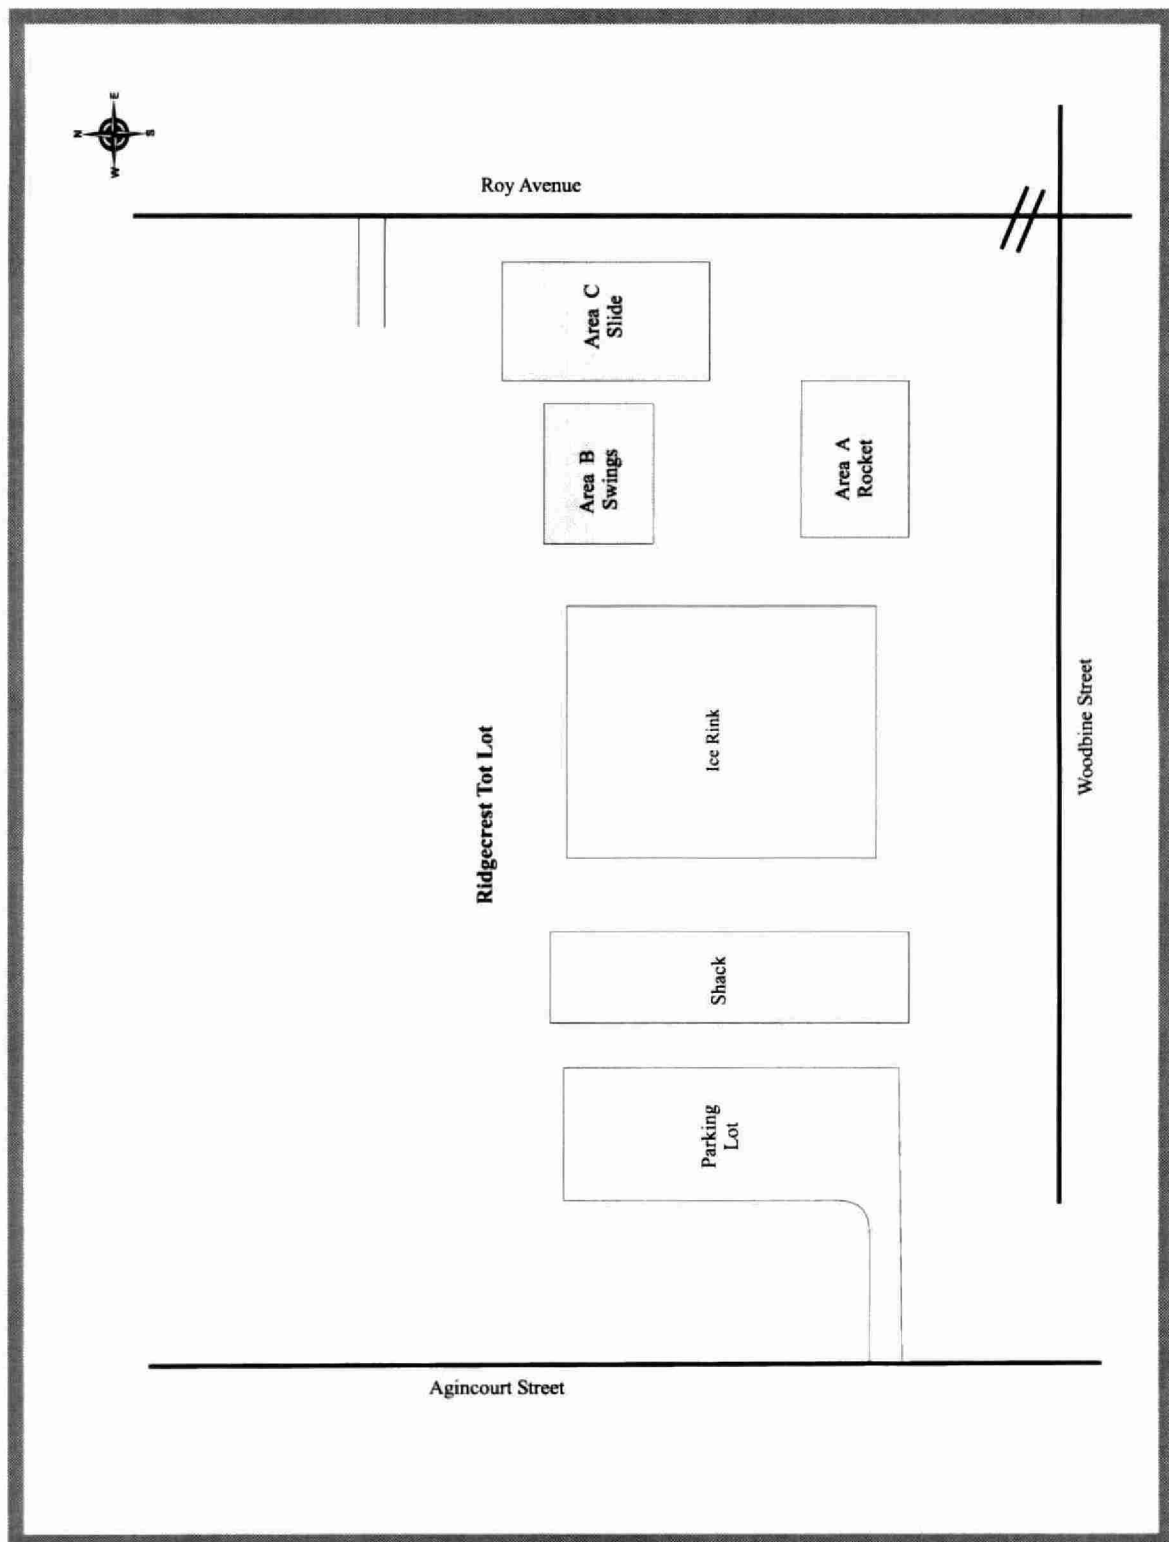 N
E
S
W
Roy Avenue
Area C
Slide
Area B
Swings
Area A
Rocket
Ridgecrest Tot Lot
Ice Rink
Woodbine Street
Shack
Parking
Lot
Agincourt Street